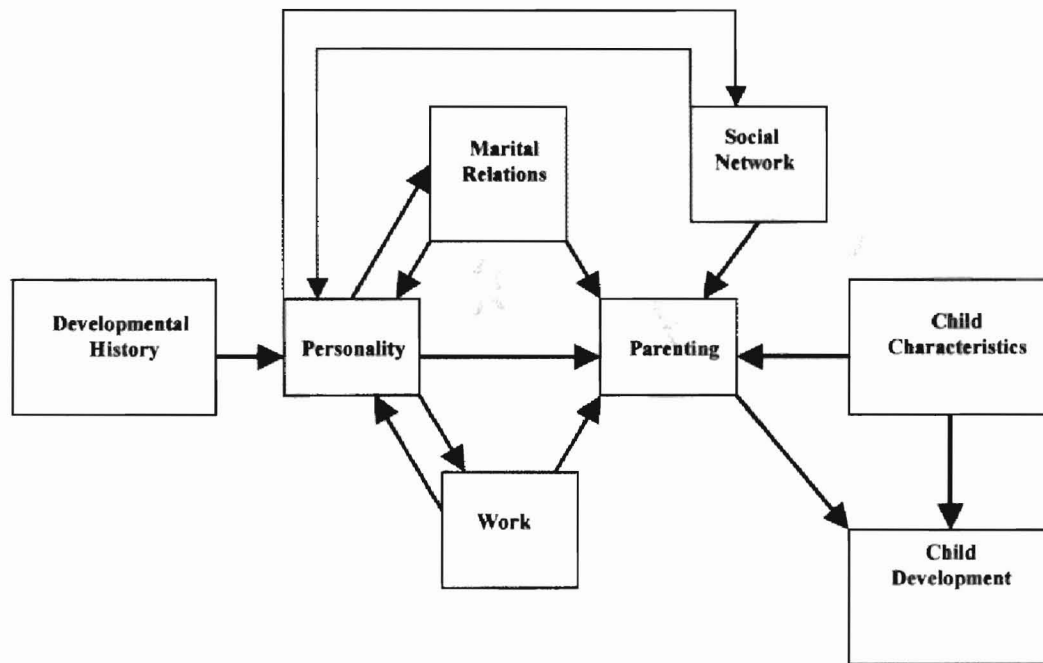 Marital
Relations
Social
Network
Developmental
History
Personality
Parenting
Child
Characteristics
Work
Child
Development